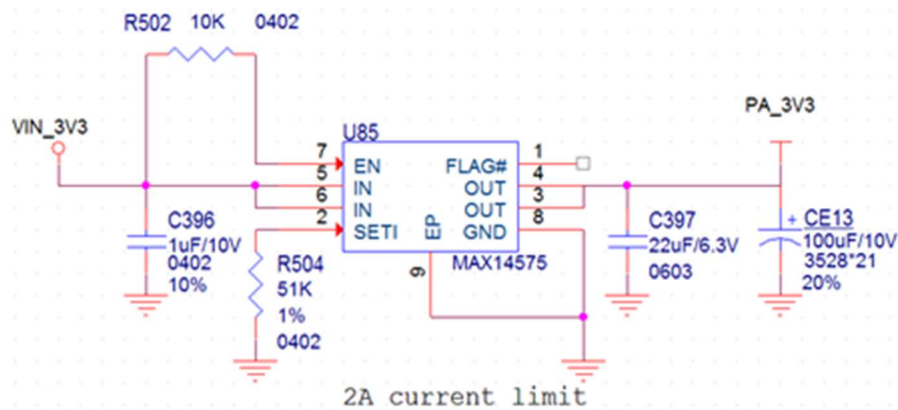 R502 10K 0402
PA_3V3
VIN_3V3
U85
7 EN FLAG# 1
5 IN OUT 4
6 IN OUT 3
2 SETI GND 8
EP
9
MAX14575
C396
1uF/10V
0402
10%
R504
51K
1%
0402
C397
22uF/6.3V
0603
+ CE13
100uF/10V
3528*21
20%
2A current limit